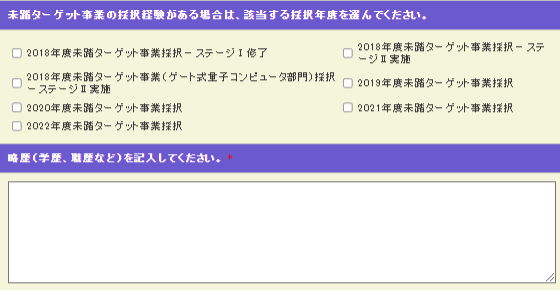 未踏ターゲット事業の採択経験がある場合は、該当する採択年度を選んでください。
2018年度未踏ターゲット事業採択－ステージⅠ修了
2018年度未踏ターゲット事業採択－ステ
ージⅡ実施
2018年度未踏ターゲット事業（ゲート式量子コンピュータ部門）採択
－ステージⅡ実施
2019年度未踏ターゲット事業採択
2020年度未踏ターゲット事業採択
2021年度未踏ターゲット事業採択
2022年度未踏ターゲット事業採択
略歴（学歴、職歴など）を記入してください。 *